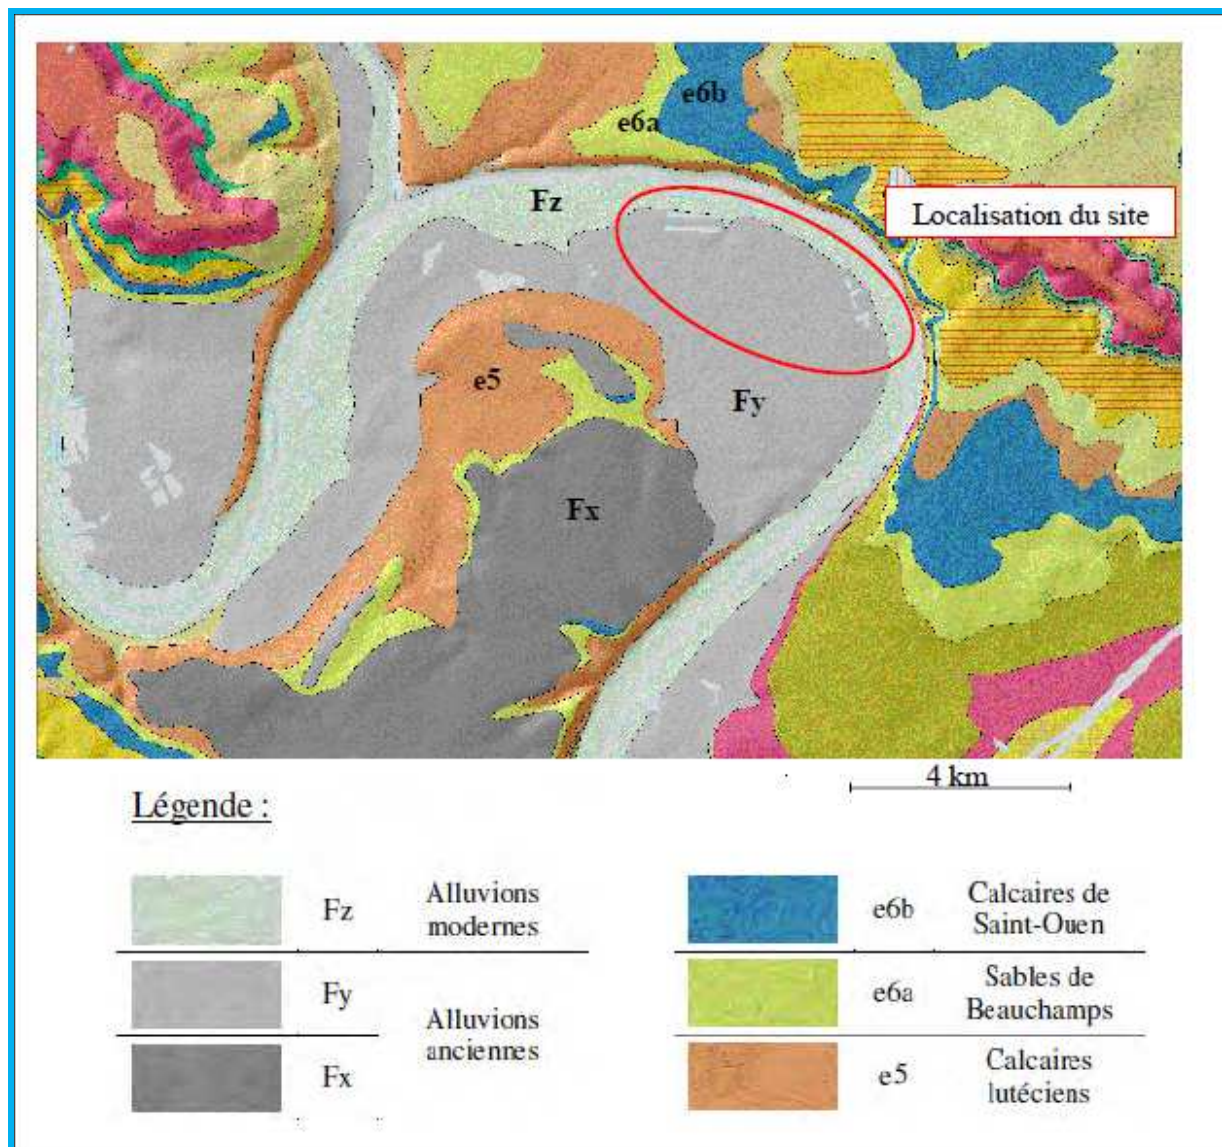 e6b
e6a
Fz
Localisation du site
e5
Fy
Fx
4 km
Légende :
Fz
Alluvions
modernes
Fy
Alluvions
anciennes
Fx
e6b
Calcaires de
Saint-Ouen
e6a
Sables de
Beauchamps
e5
Calcaires
lutéciens